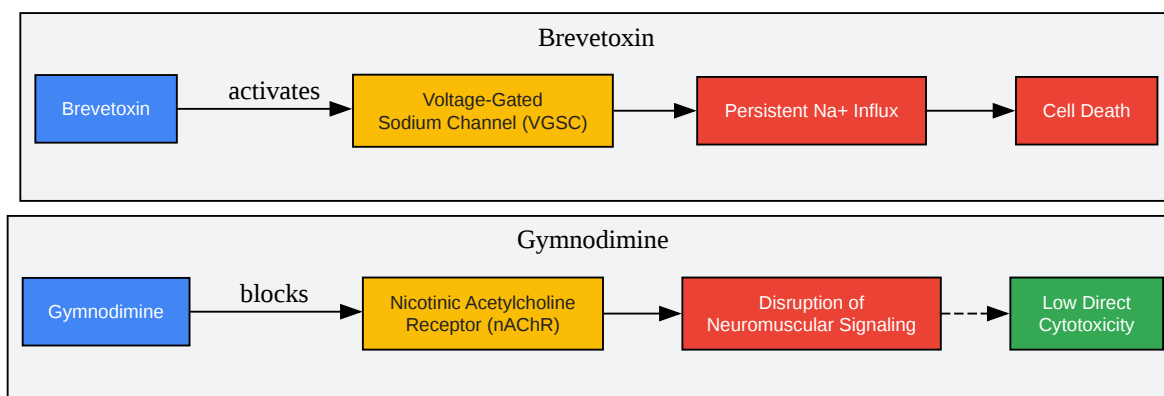 Brevetoxin
Brevetoxin
activates
Voltage-Gated
Sodium Channel (VGSC)
Persistent Na+ Influx
Cell Death
Gymnodimine
Gymnodimine
blocks
Nicotinic Acetylcholine
Receptor (nAChR)
Disruption of
Neuromuscular Signaling
Low Direct
Cytotoxicity